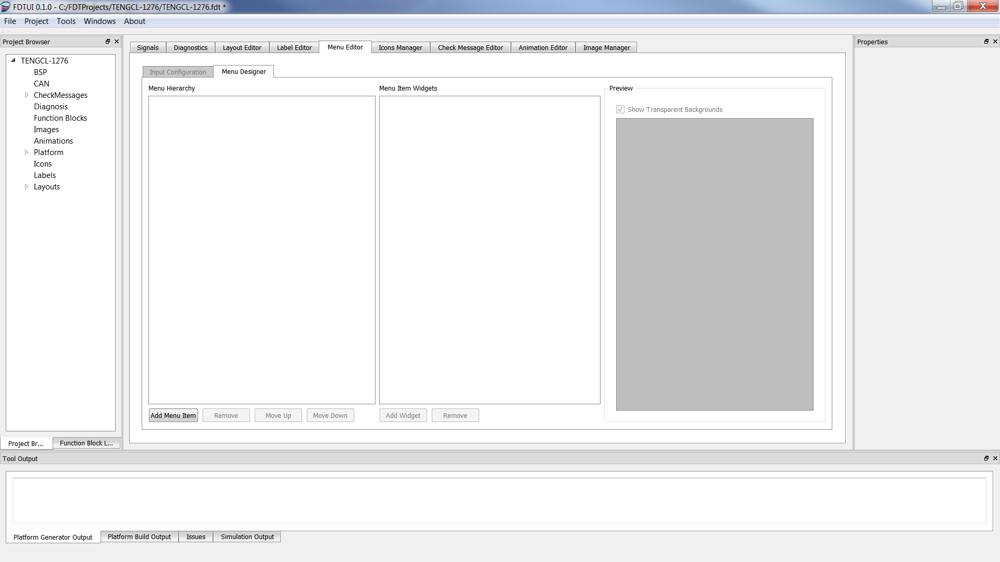 FDTUI 0.1.0 - C:/FDTProjects/TENGCL-1276/TENGCL-1276.fdt *
File Project Tools Windows About
Project Browser
TENGCL-1276
BSP
CAN
CheckMessages
Diagnosis
Function Blocks
Images
Animations
Platform
Icons
Labels
Layouts
Project Br...
Function Block L...
Signals
Diagnostics
Layout Editor
Label Editor
Menu Editor
Icons Manager
Check Message Editor
Animation Editor
Image Manager
Input Configuration
Menu Designer
Menu Hierarchy
Menu Item Widgets
Preview
Show Transparent Backgrounds
Add Menu Item
Remove
Move Up
Move Down
Add Widget
Remove
Properties
Tool Output
Platform Generator Output
Platform Build Output
Issues
Simulation Output